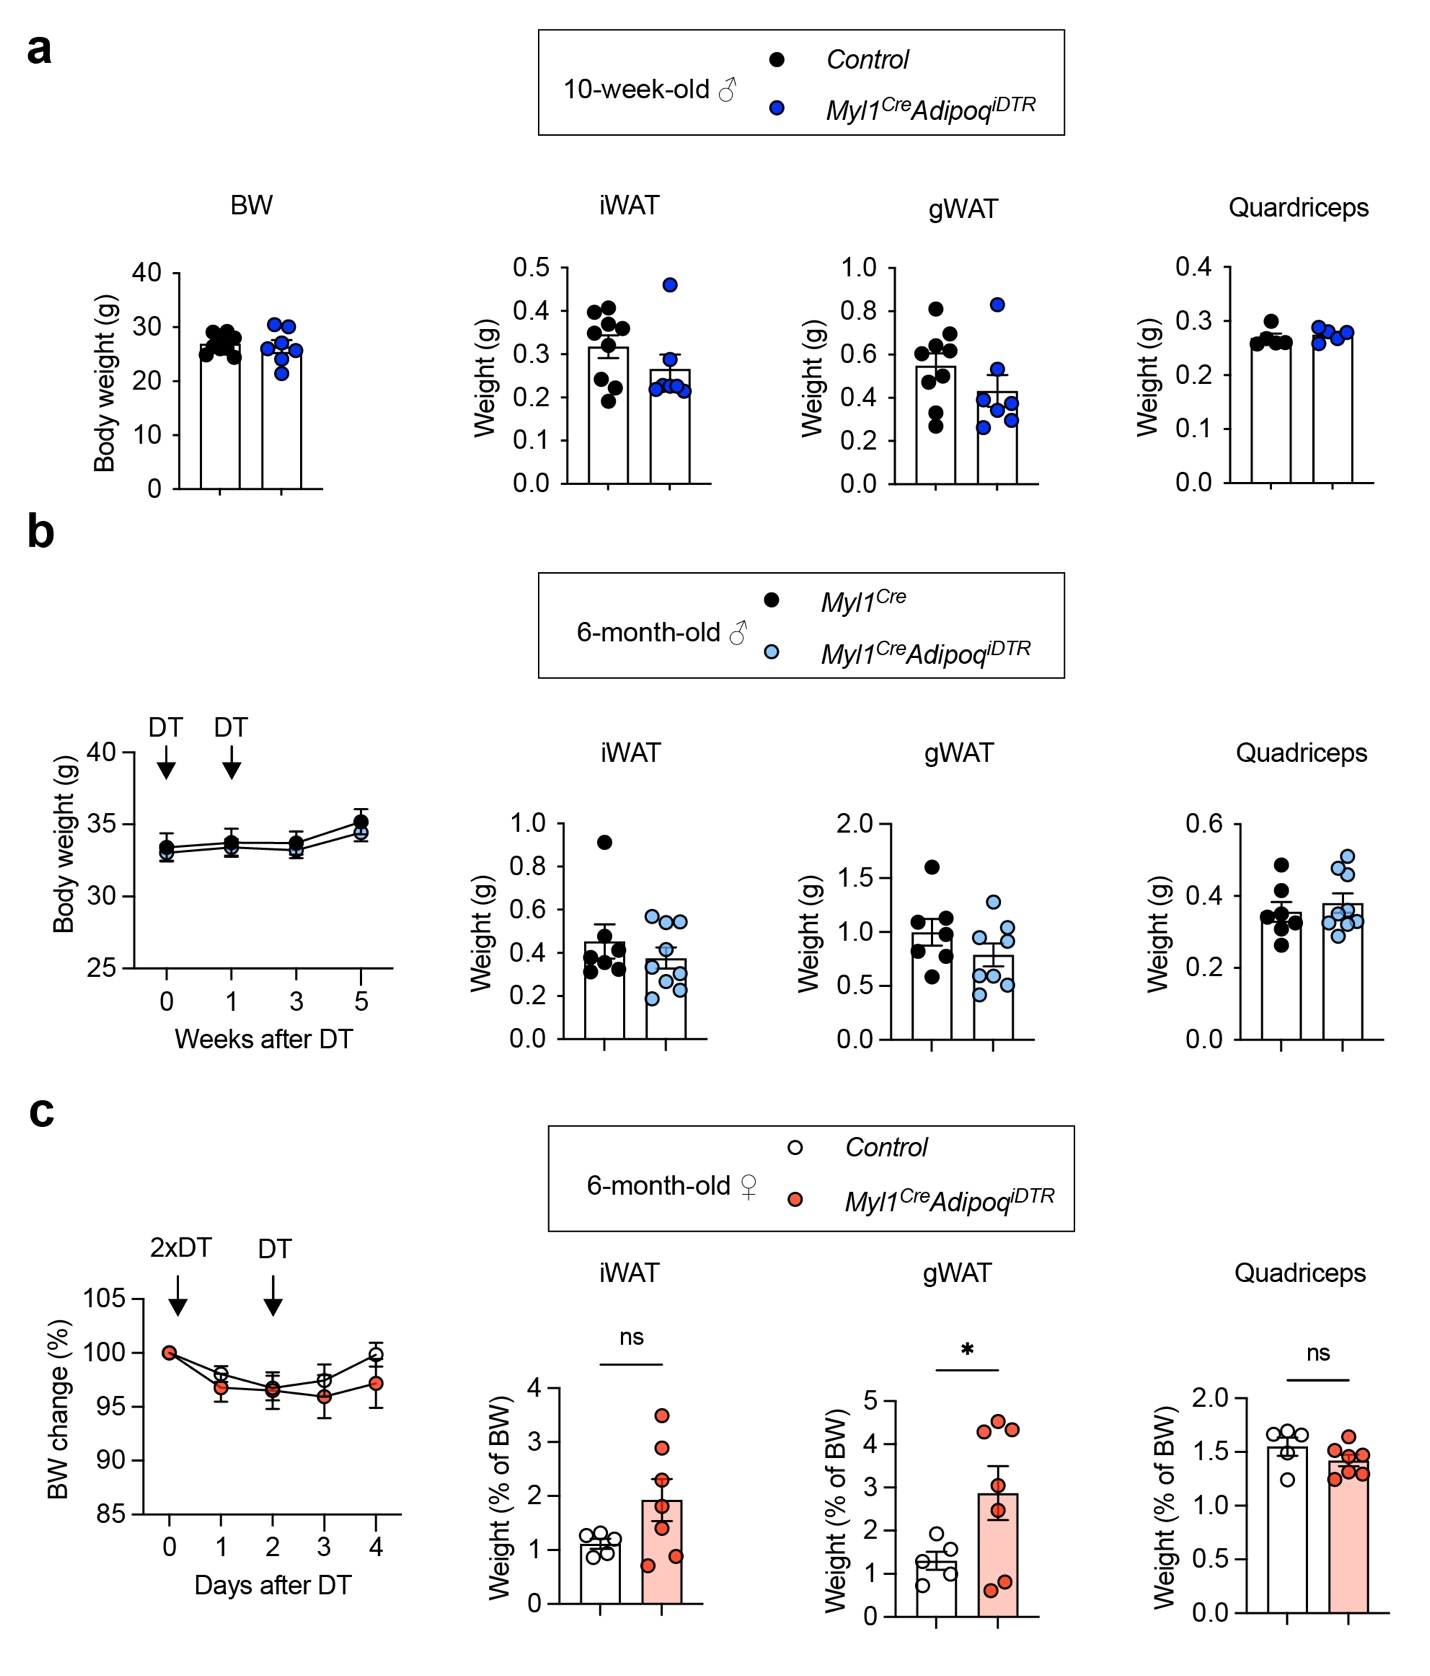 a
10-week-old ♂
Control
Myl1CreAdipoqiDTR
BW
iWAT
gWAT
Quardriceps
Body weight (g)
40
30
20
10
0
Weight (g)
0.5
0.4
0.3
0.2
0.1
0.0
Weight (g)
1.0
0.8
0.6
0.4
0.2
0.0
Weight (g)
0.4
0.3
0.2
0.1
0.0
b
6-month-old ♂
Myl1Cre
Myl1CreAdipoqiDTR
DT DT
Body weight (g)
40
35
30
25
0 1 3 5
Weeks after DT
iWAT
Weight (g)
1.0
0.8
0.6
0.4
0.2
0.0
gWAT
Weight (g)
2.0
1.5
1.0
0.5
0.0
Quadriceps
Weight (g)
0.6
0.4
0.2
0.0
c
6-month-old ♀
Control
Myl1CreAdipoqiDTR
2xDT DT
BW change (%)
105
100
95
90
85
0 1 2 3 4
Days after DT
iWAT
ns
Weight (% of BW)
4
3
2
1
0
gWAT
*
Weight (% of BW)
5
4
3
2
1
0
Quadriceps
ns
Weight (% of BW)
2.0
1.5
1.0
0.5
0.0